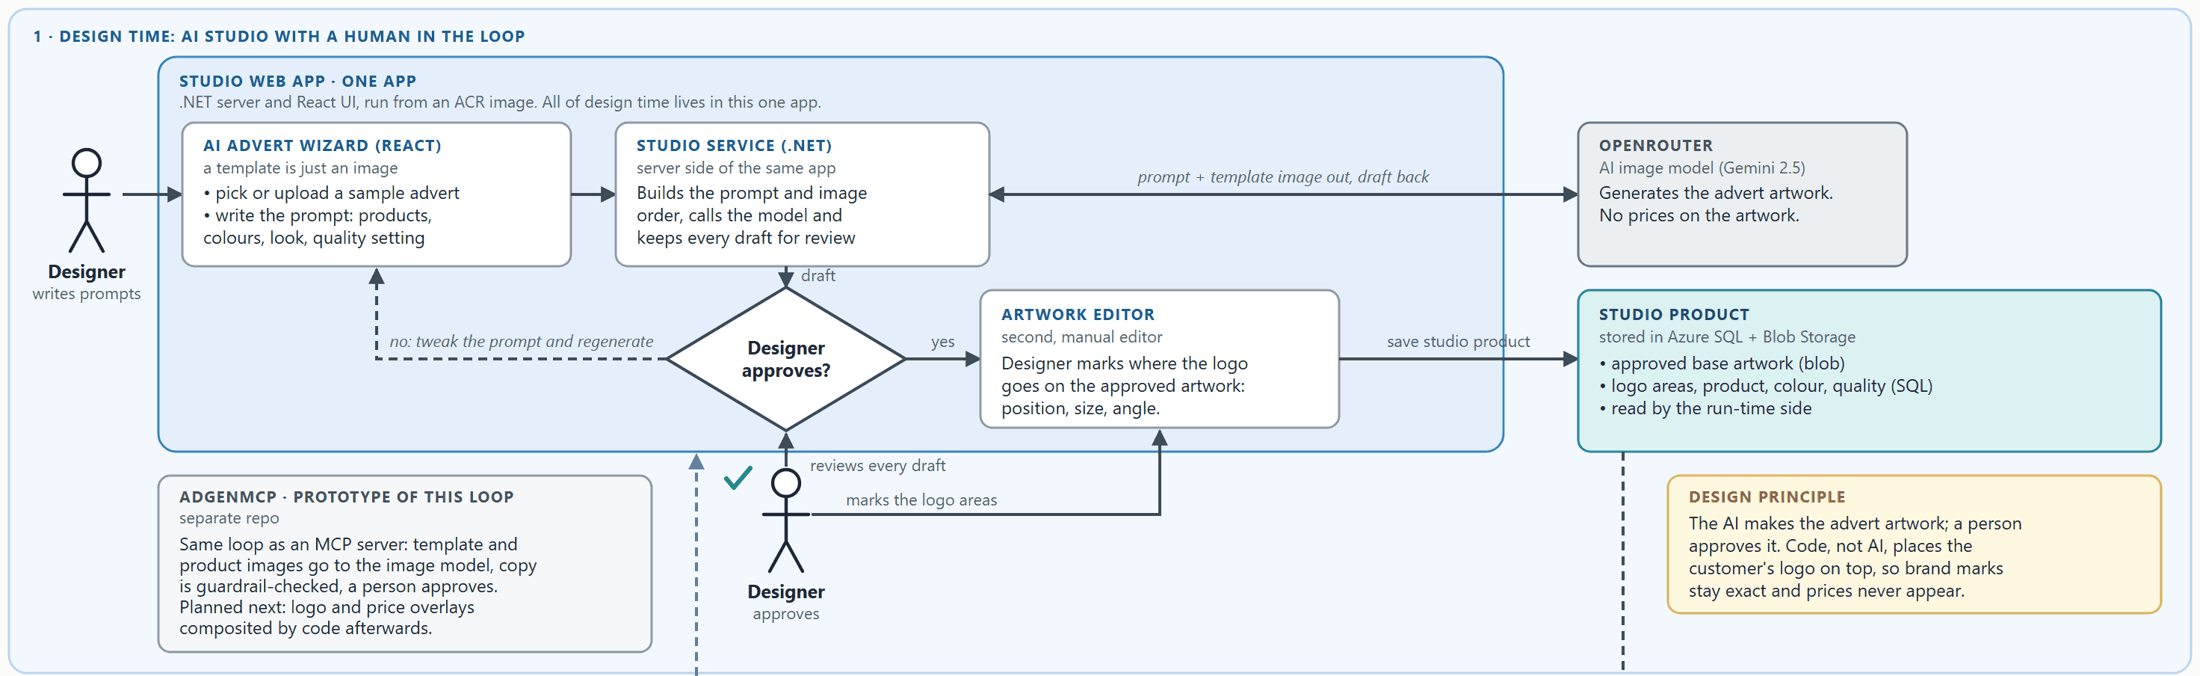 1 · DESIGN TIME: AI STUDIO WITH A HUMAN IN THE LOOP
STUDIO WEB APP · ONE APP
.NET server and React UI, run from an ACR image. All of design time lives in this one app.
Designer
writes prompts
AI ADVERT WIZARD (REACT)
a template is just an image
• pick or upload a sample advert
• write the prompt: products,
colours, look, quality setting
STUDIO SERVICE (.NET)
server side of the same app
Builds the prompt and image
order, calls the model and
keeps every draft for review
prompt + template image out, draft back
OPENROUTER
AI image model (Gemini 2.5)
Generates the advert artwork.
No prices on the artwork.
draft
no: tweak the prompt and regenerate
Designer
approves?
yes
ARTWORK EDITOR
second, manual editor
Designer marks where the logo
goes on the approved artwork:
position, size, angle.
save studio product
STUDIO PRODUCT
stored in Azure SQL + Blob Storage
• approved base artwork (blob)
• logo areas, product, colour, quality (SQL)
• read by the run-time side
ADGENMCP · PROTOTYPE OF THIS LOOP
separate repo
Same loop as an MCP server: template and
product images go to the image model, copy
is guardrail-checked, a person approves.
Planned next: logo and price overlays
composited by code afterwards.
reviews every draft
marks the logo areas
Designer
approves
DESIGN PRINCIPLE
The AI makes the advert artwork; a person
approves it. Code, not AI, places the
customer's logo on top, so brand marks
stay exact and prices never appear.